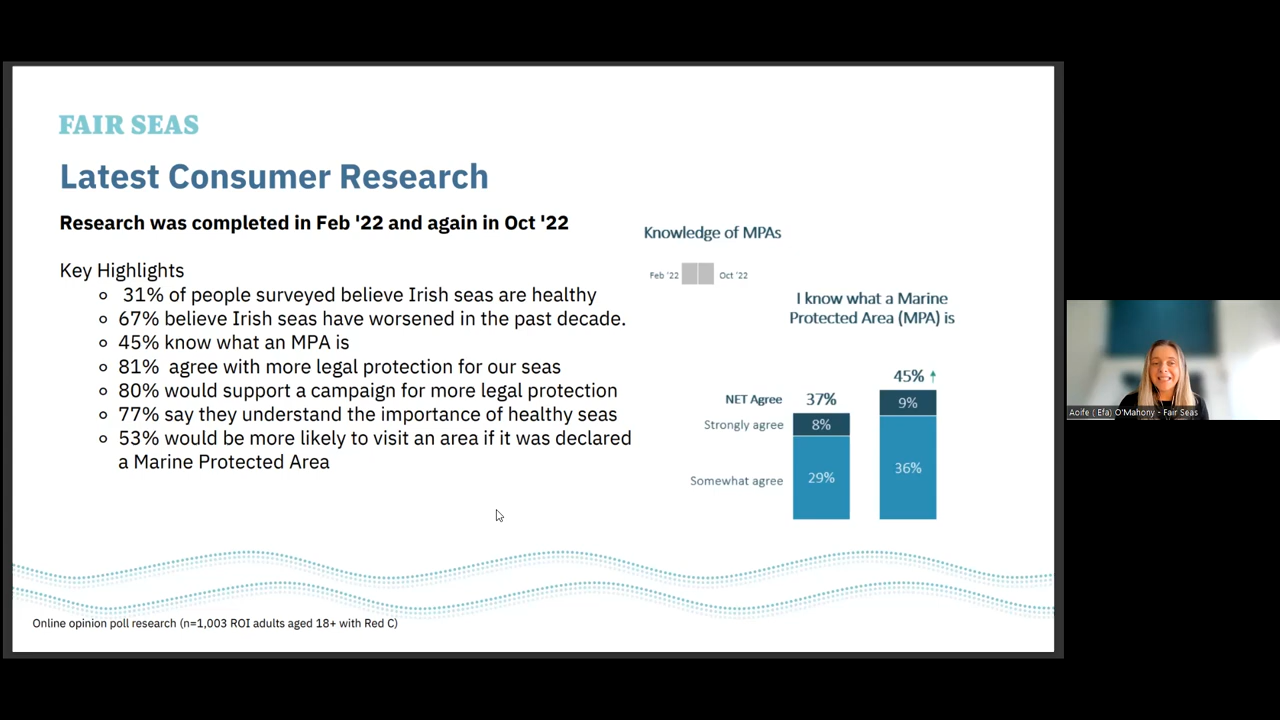 FAIR SEAS
Latest Consumer Research
Research was completed in Feb '22 and again in Oct '22
Key Highlights
31% of people surveyed believe Irish seas are healthy
67% believe Irish seas have worsened in the past decade.
45% know what an MPA is
81% agree with more legal protection for our seas
80% would support a campaign for more legal protection
77% say they understand the importance of healthy seas
53% would be more likely to visit an area if it was declared
a Marine Protected Area
Knowledge of MPAs
Feb '22 Oct '22
I know what a Marine
Protected Area (MPA) is
NET Agree 37% 45%
Strongly agree 8% 9%
Somewhat agree 29% 36%
Online opinion poll research (n=1,003 ROI adults aged 18+ with Red C)
Aoife ( Efa) O'Mahony - Fair Seas